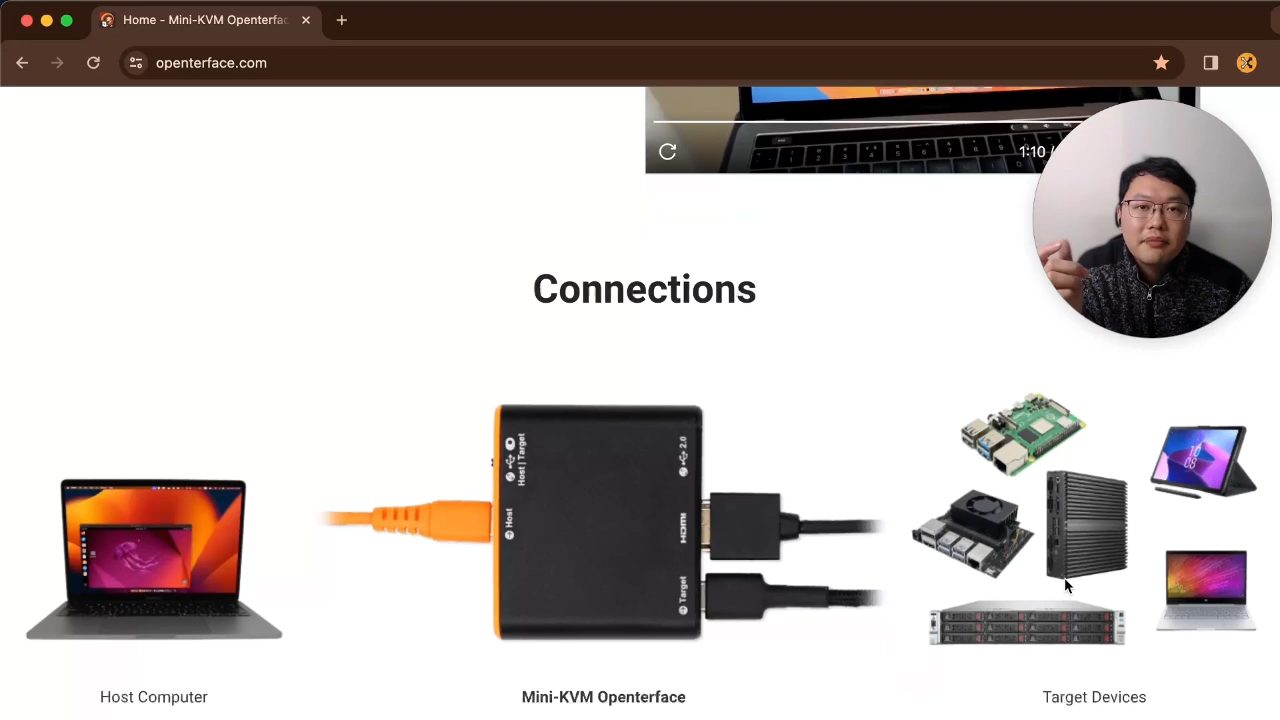 Home - Mini-KVM Openterfac
openterface.com
1:10 /
Connections
Host | Target
2.0
Host
HDMI
Target
Host Computer
Mini-KVM Openterface
Target Devices